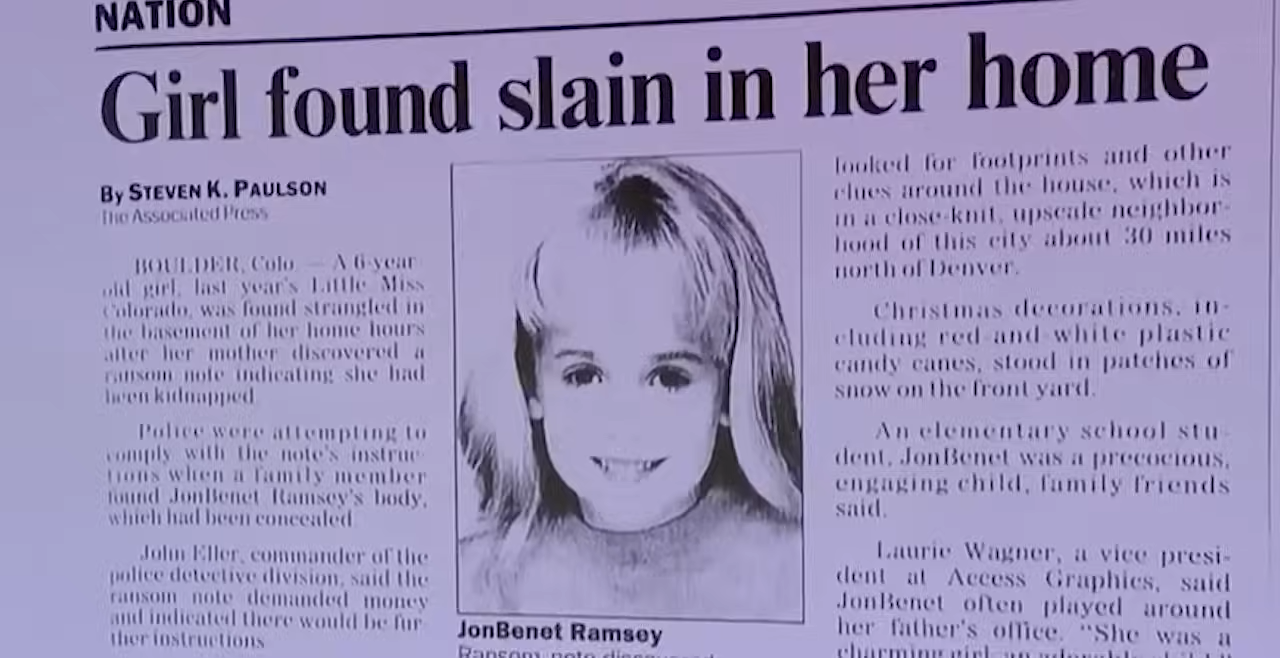 NATION
Girl found slain in her home
By STEVEN K. PAULSON
The Associated Press
BOULDER, Colo. — A 6-year
old girl, last year's Little Miss
Colorado, was found strangled in
the basement of her home hours
after her mother discovered a
ransom note indicating she had
been kidnapped
Police were attempting to
comply with the note's instruc-
tions when a family member
found JonBenet Ramsey's body,
which had been concealed
John Eller, commander of the
police detective division, said the
ransom note demanded money
and indicated there would be fur
ther instructions
JonBenet Ramsey
Ransom note discovered
looked for footprints and other
clues around the house, which is
in a close-knit, upscale neighbor-
hood of this city about 30 miles
north of Denver.
Christmas decorations, in-
cluding red-and-white plastic
candy canes, stood in patches of
snow on the front yard.
An elementary school stu-
dent, JonBenet was a precocious,
engaging child, family friends
said.
Laurie Wagner, a vice presi-
dent at Access Graphics, said
JonBenet often played around
her father's office. "She was a
charming girl, an adorable child,"